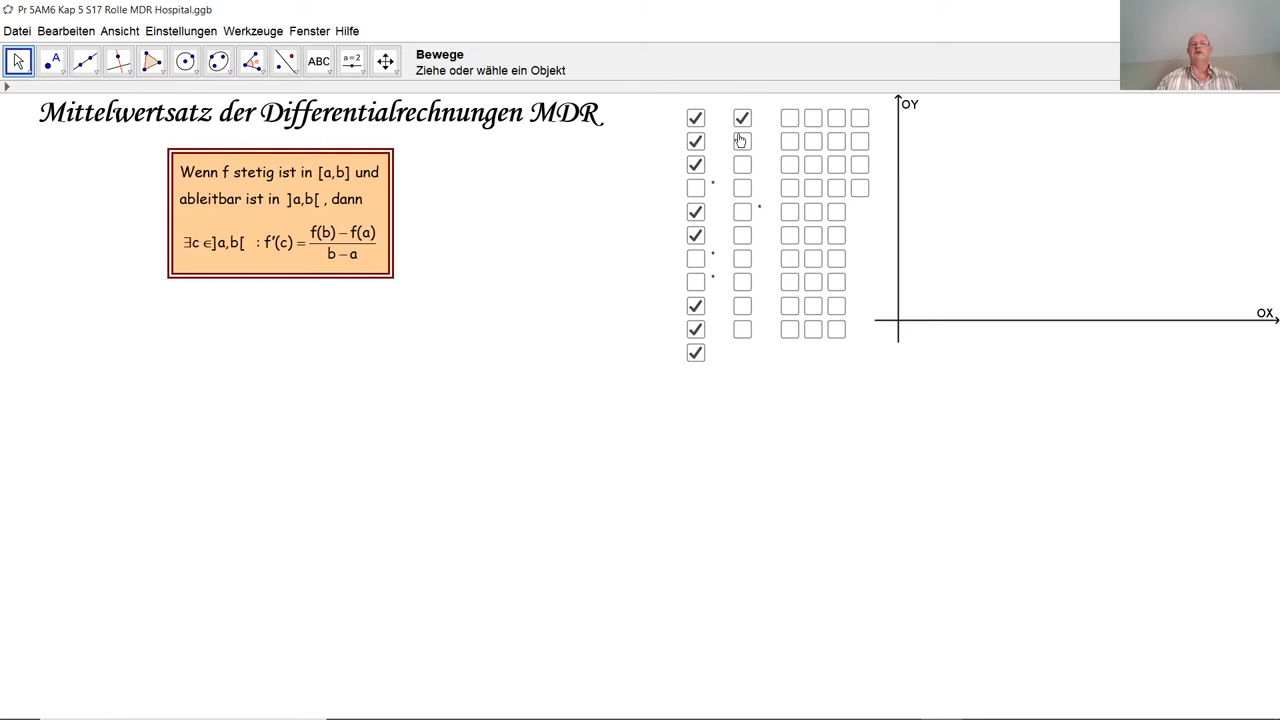 Pr 5AM6 Kap 5 S17 Rolle MDR Hospital.ggb
Datei Bearbeiten Ansicht Einstellungen Werkzeuge Fenster Hilfe
A ABC a=2
Bewege
Ziehe oder wähle ein Objekt
Mittelwertsatz der Differentialrechnungen MDR
Wenn f stetig ist in [a,b] und
ableitbar ist in ]a,b[ , dann
∃c ∈]a,b[ : f'(c) = f(b) – f(a) / b – a
OY
OX